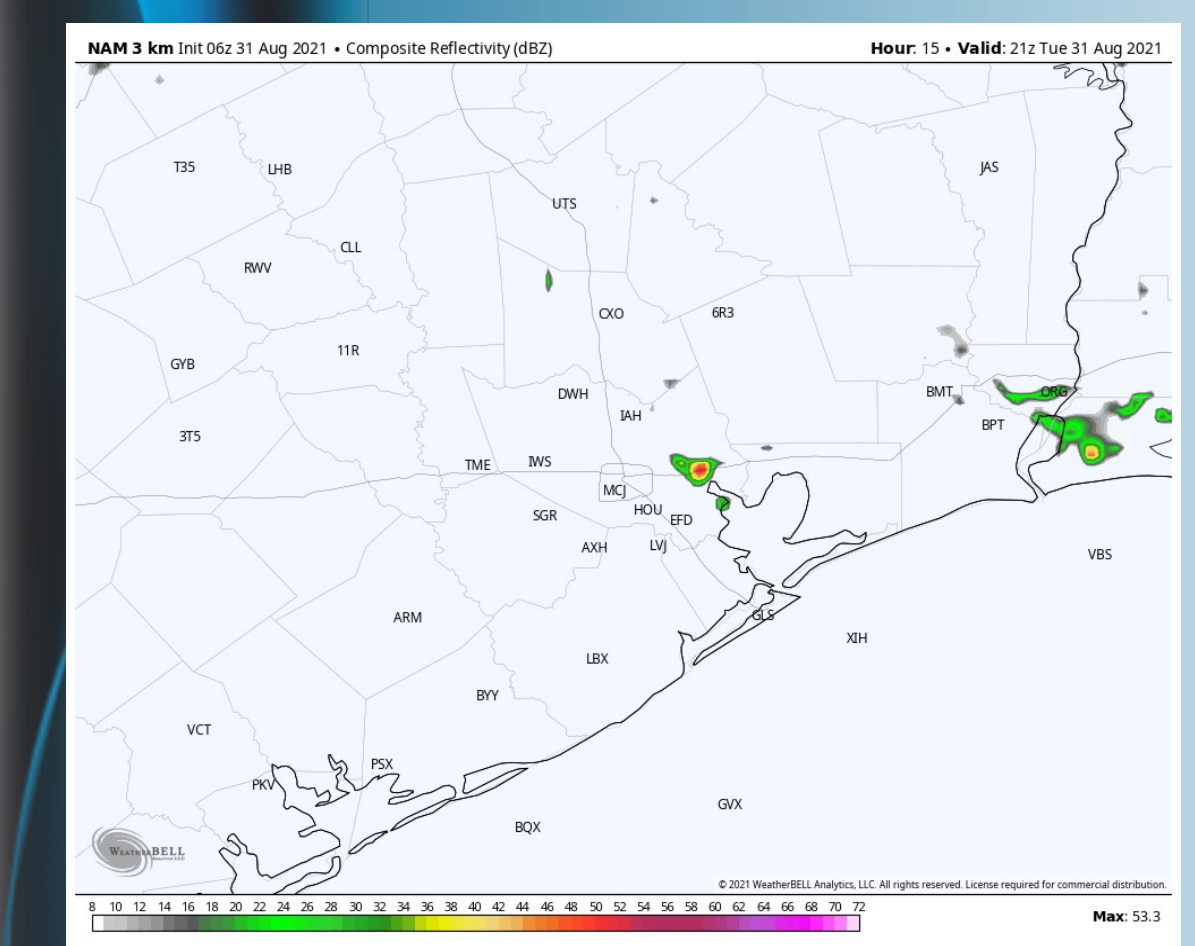 NAM 3 km Init 06z 31 Aug 2021 • Composite Reflectivity (dBZ)
Hour: 15 • Valid: 21z Tue 31 Aug 2021
T35
LHB
JAS
UTS
CLL
RWV
CXO
6R3
11R
GYB
DWH
BMT
ORG
IAH
BPT
3T5
TME
IWS
MCJ
HOU
SGR
EFD
AXH
LVJ
VBS
ARM
GLS
XIH
LBX
BYY
VCT
PSX
PKV
GVX
BQX
WEATHERBELL
© 2021 WeatherBELL Analytics, LLC. All rights reserved. License required for commercial distribution.
8 10 12 14 16 18 20 22 24 26 28 30 32 34 36 38 40 42 44 46 48 50 52 54 56 58 60 62 64 66 68 70 72
Max: 53.3